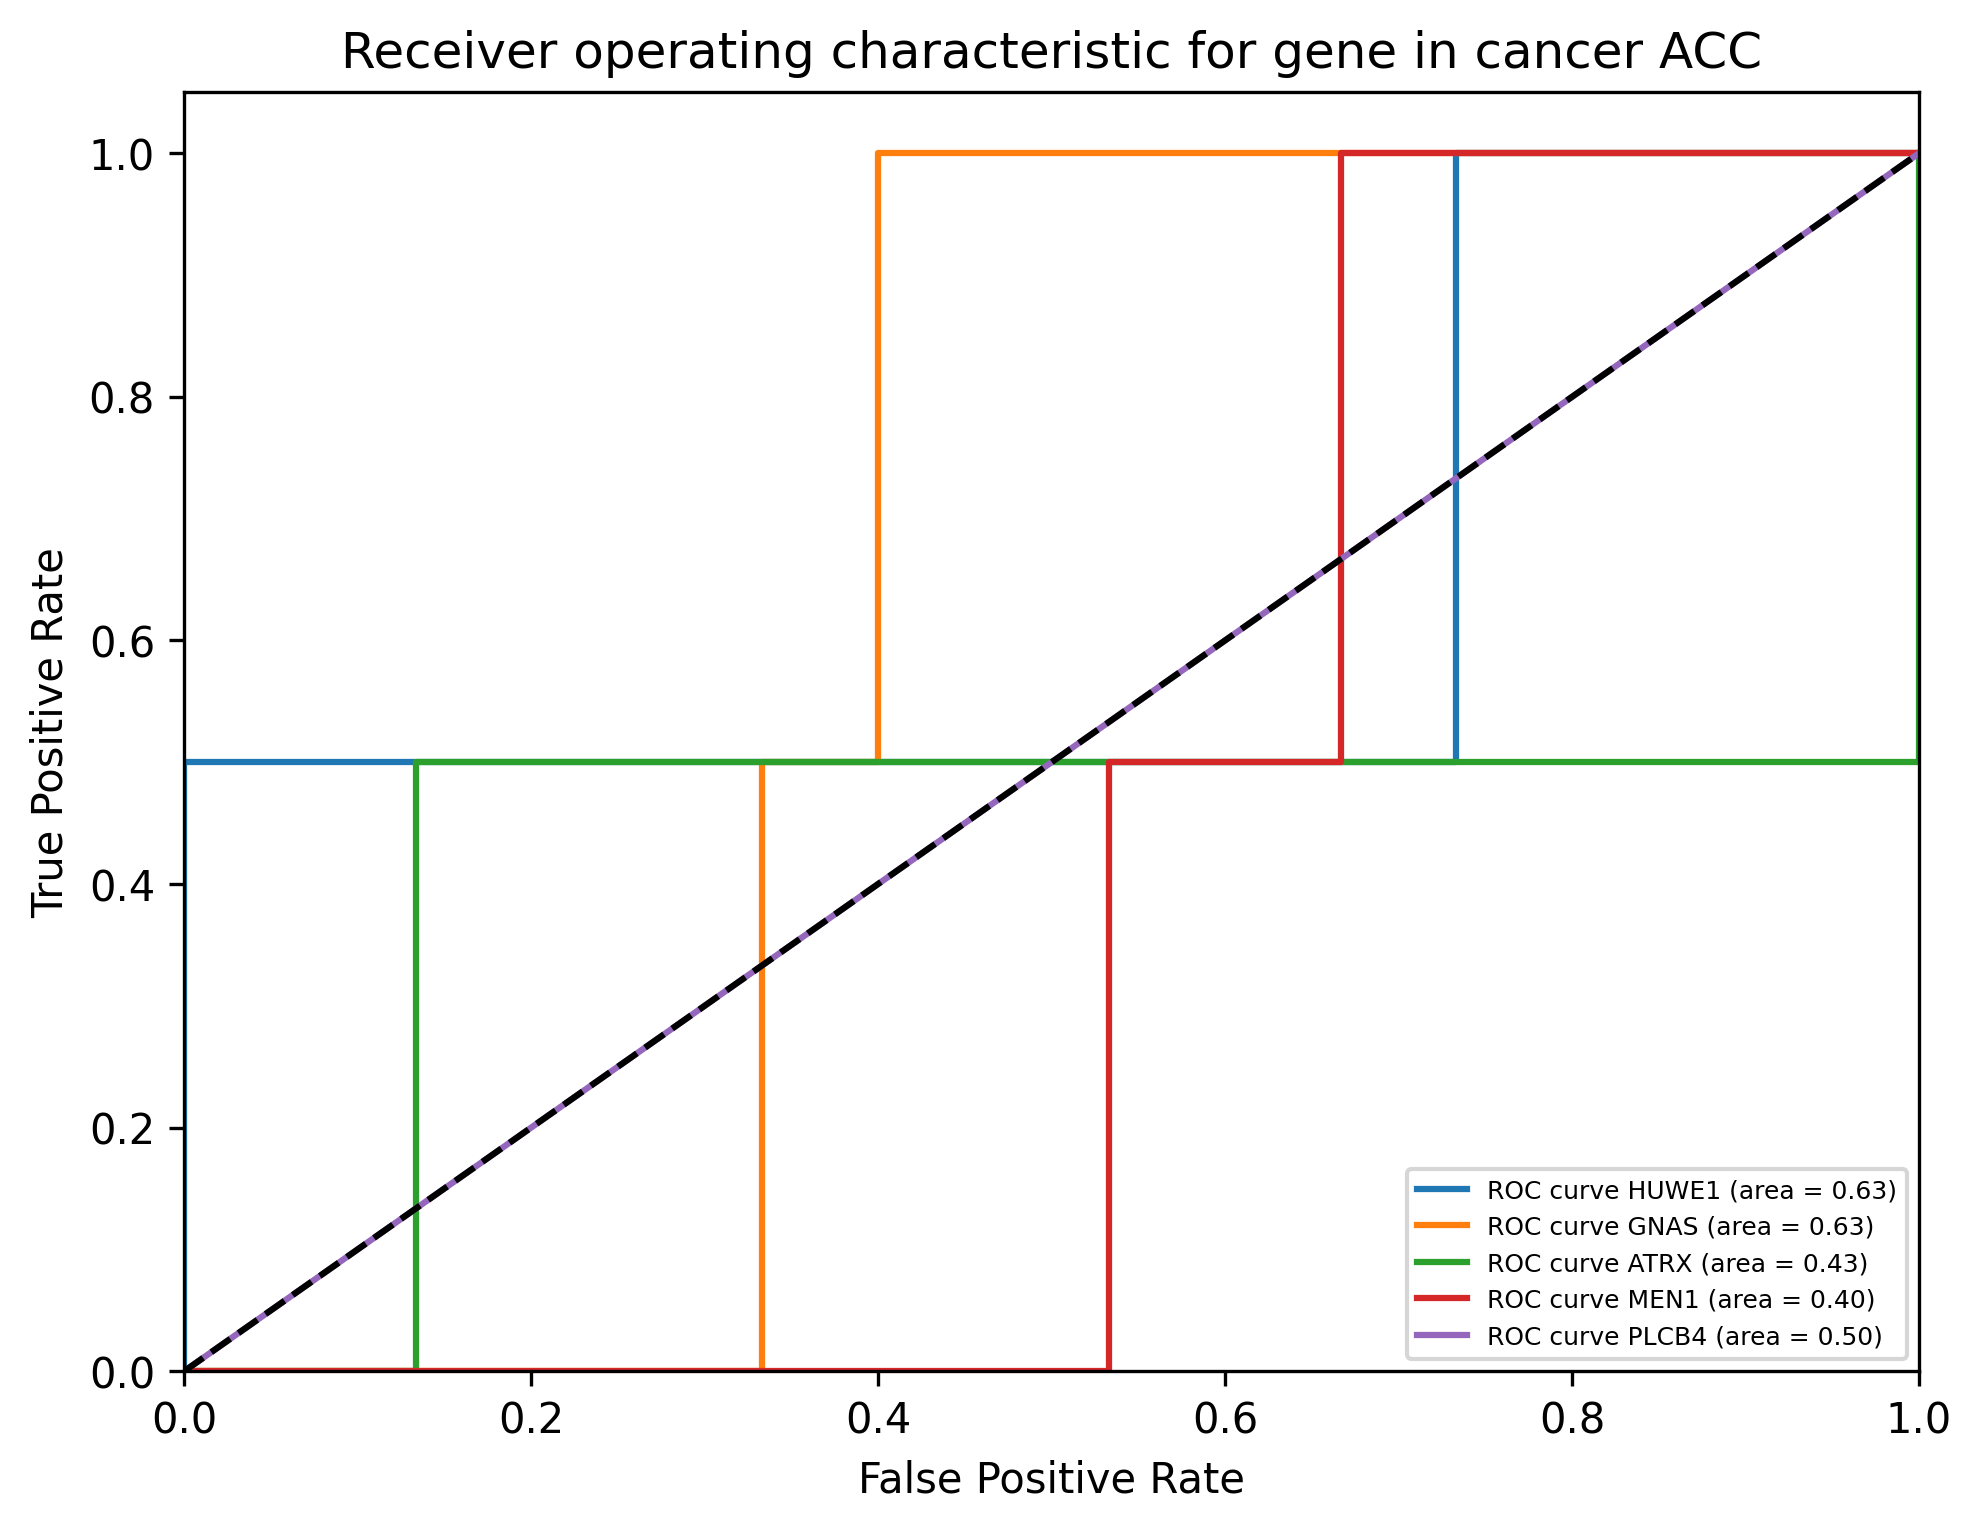 Receiver operating characteristic for gene in cancer ACC
True Positive Rate
1.0
0.8
0.6
0.4
0.2
0.0
0.0 0.2 0.4 0.6 0.8 1.0
False Positive Rate
ROC curve HUWE1 (area = 0.63)
ROC curve GNAS (area = 0.63)
ROC curve ATRX (area = 0.43)
ROC curve MEN1 (area = 0.40)
ROC curve PLCB4 (area = 0.50)